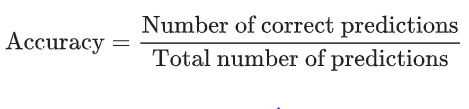 Accuracy = Number of correct predictions
Total number of predictions